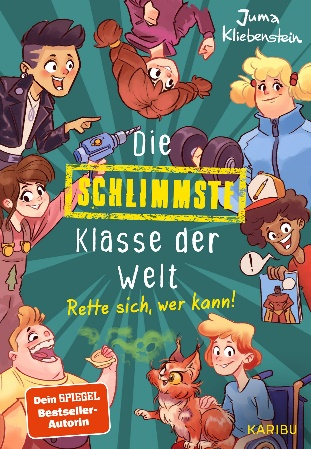 Juma
Kliebenstein
Die
SCHLIMMSTE
Klasse der
Welt
Rette sich, wer kann!
!
Dein SPIEGEL
Bestseller-
Autorin
KARIBU